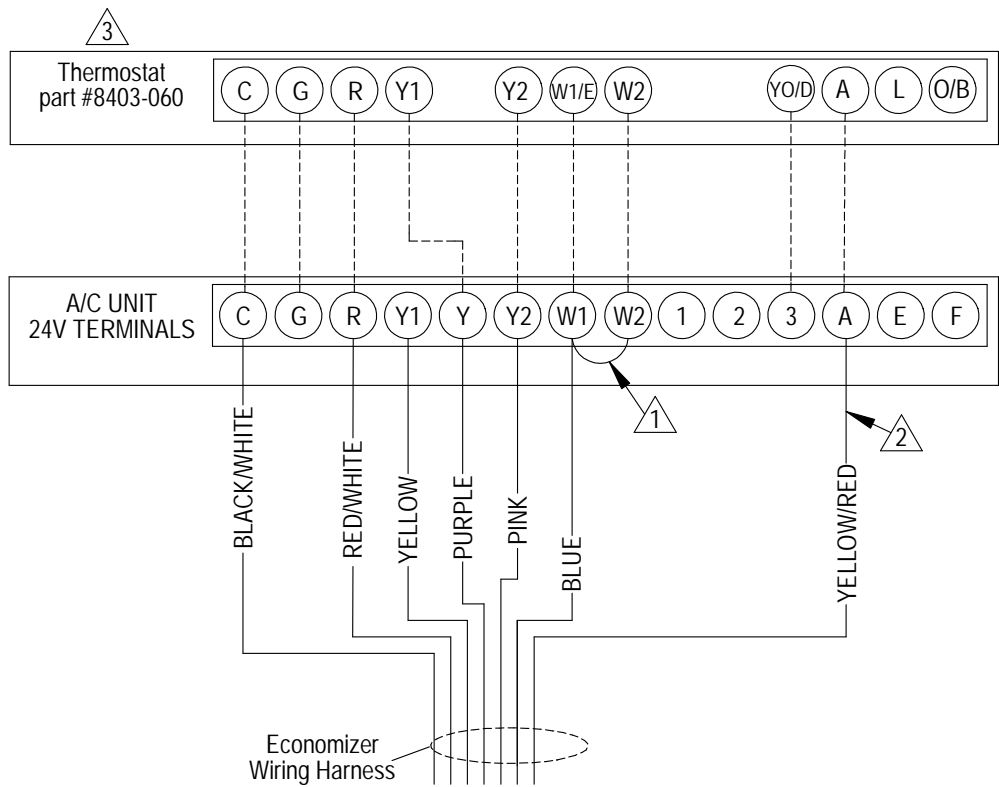 3
Thermostat
part #8403-060
C G R Y1 Y2 W1/E W2 YO/D A L O/B
A/C UNIT
24V TERMINALS
C G R Y1 Y Y2 W1 W2 1 2 3 A E F
1
2
BLACK/WHITE
RED/WHITE
YELLOW
PURPLE
PINK
BLUE
YELLOW/RED
Economizer
Wiring Harness